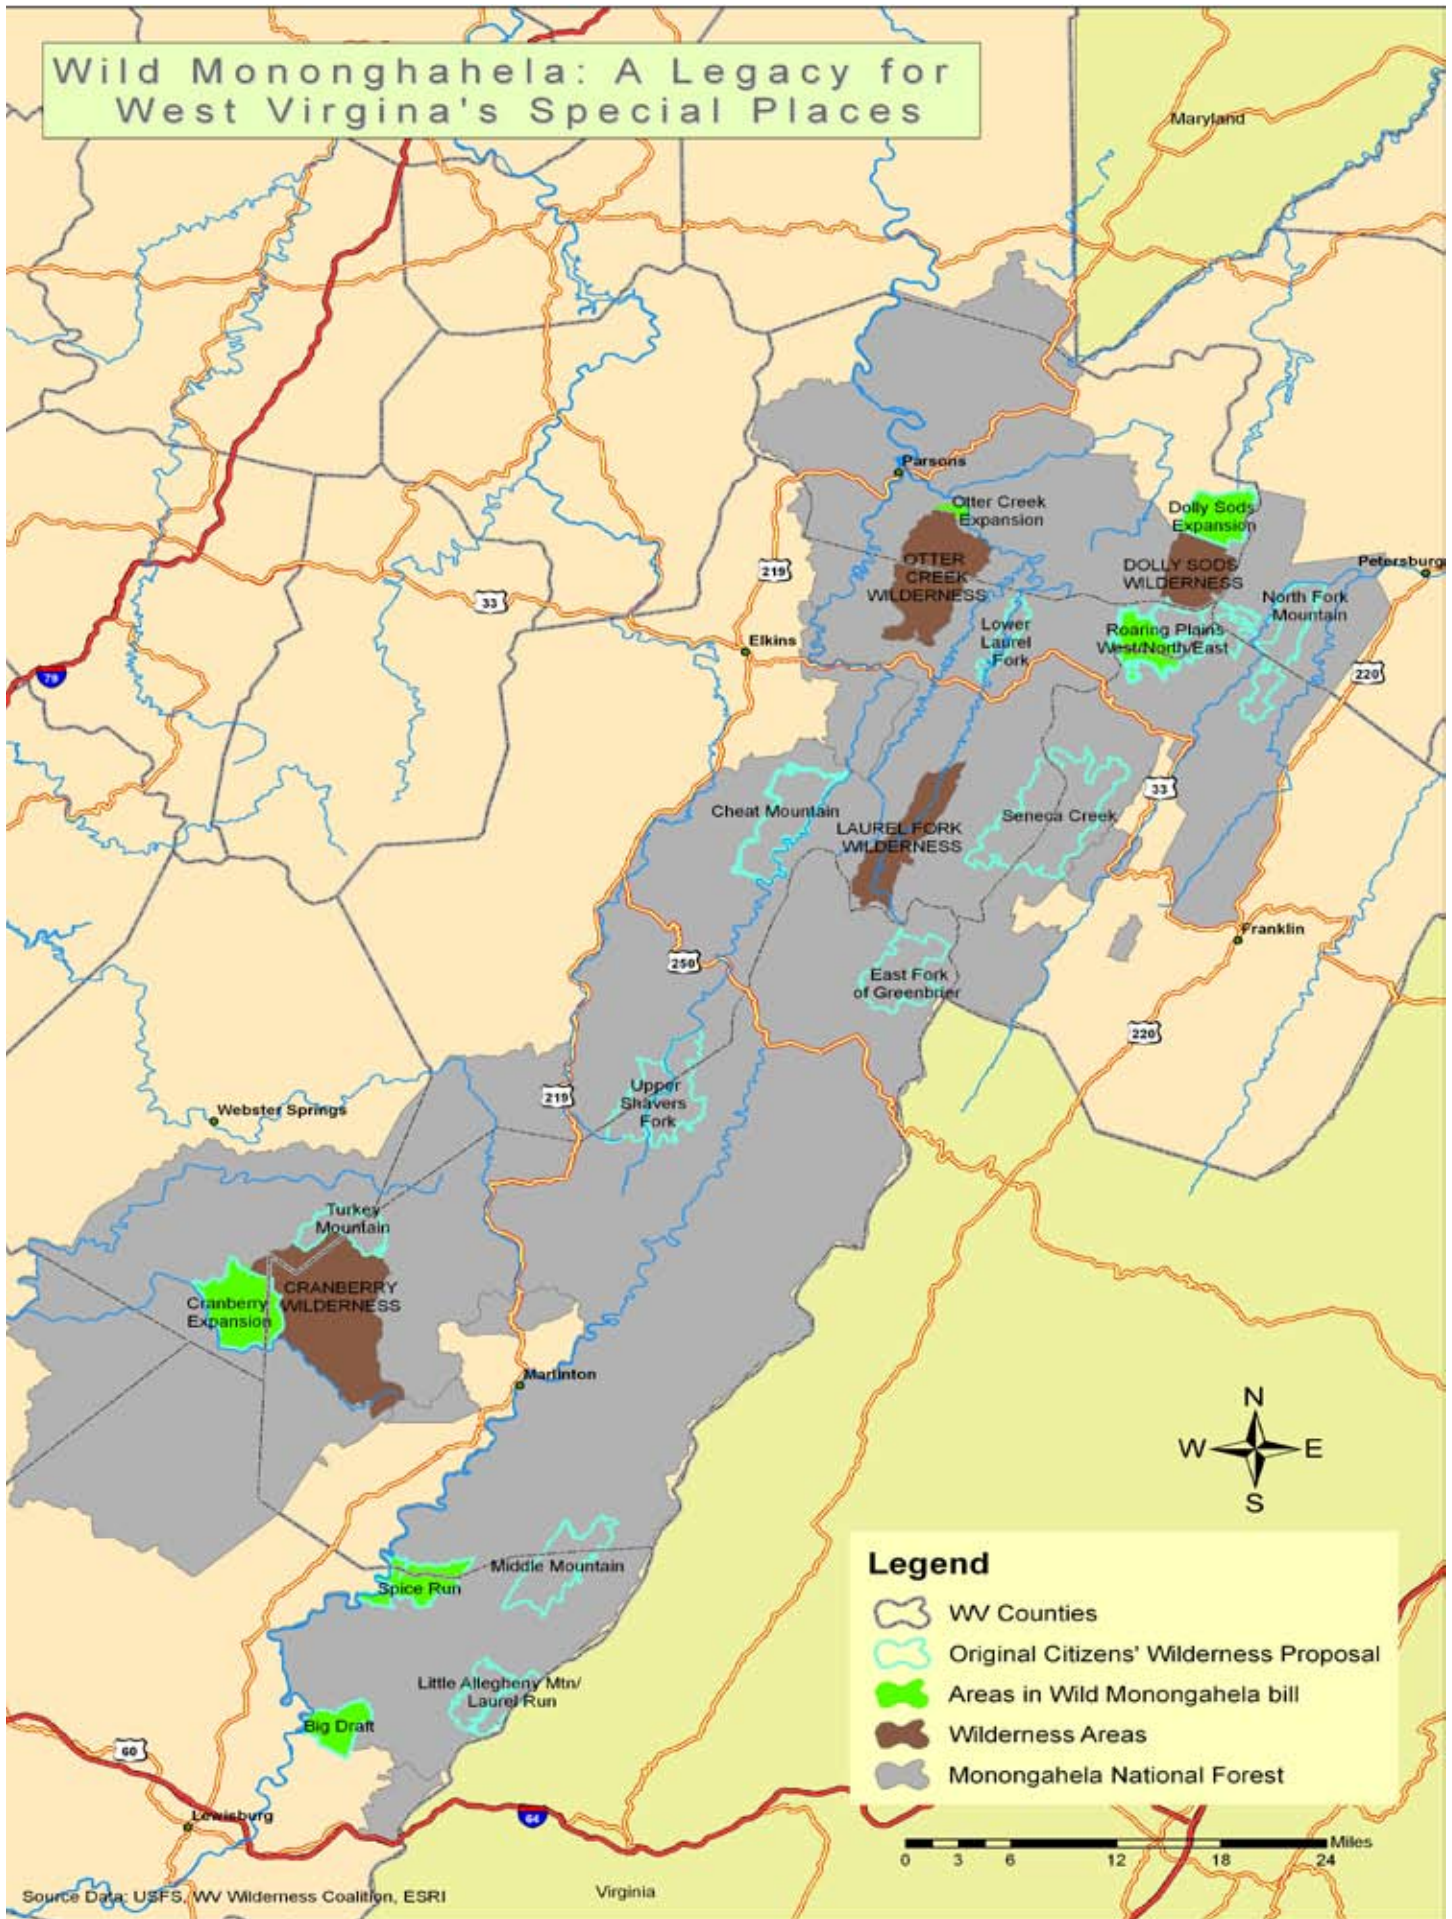 Wild Mononghahela: A Legacy for
West Virgina's Special Places
Maryland
Parsons
Otter Creek
Expansion
Dolly Sods
Expansion
OTTER
CREEK
WILDERNESS
DOLLY SODS
WILDERNESS
Petersburg
219
33
North Fork
Mountain
Lower
Laurel
Fork
Roaring Plains
West/North/East
Elkins
79
220
33
Cheat Mountain
LAUREL FORK
WILDERNESS
Seneca Creek
Franklin
250
East Fork
of Greenbrier
220
219
Upper
Shavers
Fork
Webster Springs
Turkey
Mountain
CRANBERRY
WILDERNESS
Cranberry
Expansion
Marlinton
N
W E
S
Middle Mountain
Spice Run
Little Allegheny Mtn/
Laurel Run
Big Draft
60
Lewisburg
64
Legend
WV Counties
Original Citizens' Wilderness Proposal
Areas in Wild Monongahela bill
Wilderness Areas
Monongahela National Forest
Miles
0 3 6 12 18 24
Virginia
Source Data: USFS, WV Wilderness Coalition, ESRI